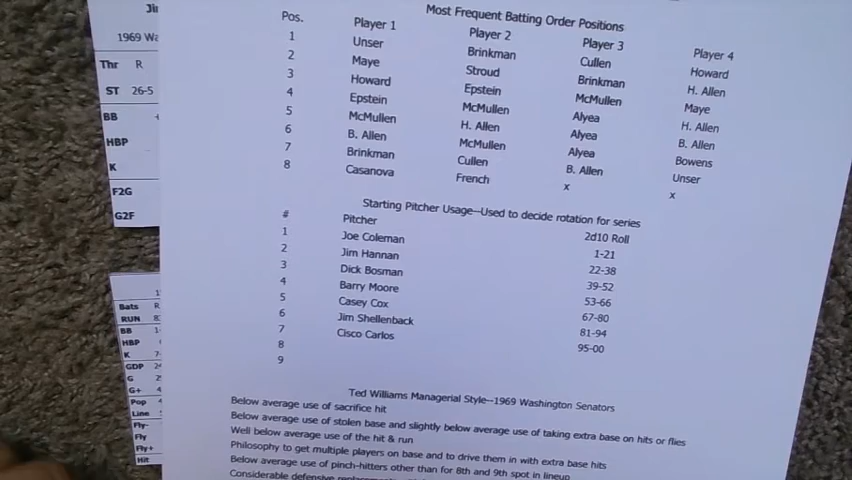 1969 Wa
Thr R
ST 26-5
BB
HBP
K
F2G
G2F
Bats R
RUN
BB
HBP
K
GDP
G
G+
Pop
Line
Fly-
Fly
Fly+
Hit
Most Frequent Batting Order Positions
Pos. Player 1 Player 2 Player 3 Player 4
1 Unser Brinkman Cullen Howard
2 Maye Stroud Brinkman H. Allen
3 Howard Epstein McMullen Maye
4 Epstein McMullen Alyea H. Allen
5 McMullen H. Allen Alyea B. Allen
6 B. Allen McMullen Alyea Bowens
7 Brinkman Cullen B. Allen Unser
8 Casanova French x x
Starting Pitcher Usage--Used to decide rotation for series
# Pitcher 2d10 Roll
1 Joe Coleman 1-21
2 Jim Hannan 22-38
3 Dick Bosman 39-52
4 Barry Moore 53-66
5 Casey Cox 67-80
6 Jim Shellenback 81-94
7 Cisco Carlos 95-00
8
9
Ted Williams Managerial Style--1969 Washington Senators
Below average use of sacrifice hit
Below average use of stolen base and slightly below average use of taking extra base on hits or flies
Well below average use of the hit & run
Philosophy to get multiple players on base and to drive them in with extra base hits
Below average use of pinch-hitters other than for 8th and 9th spot in lineup
Considerable defensive